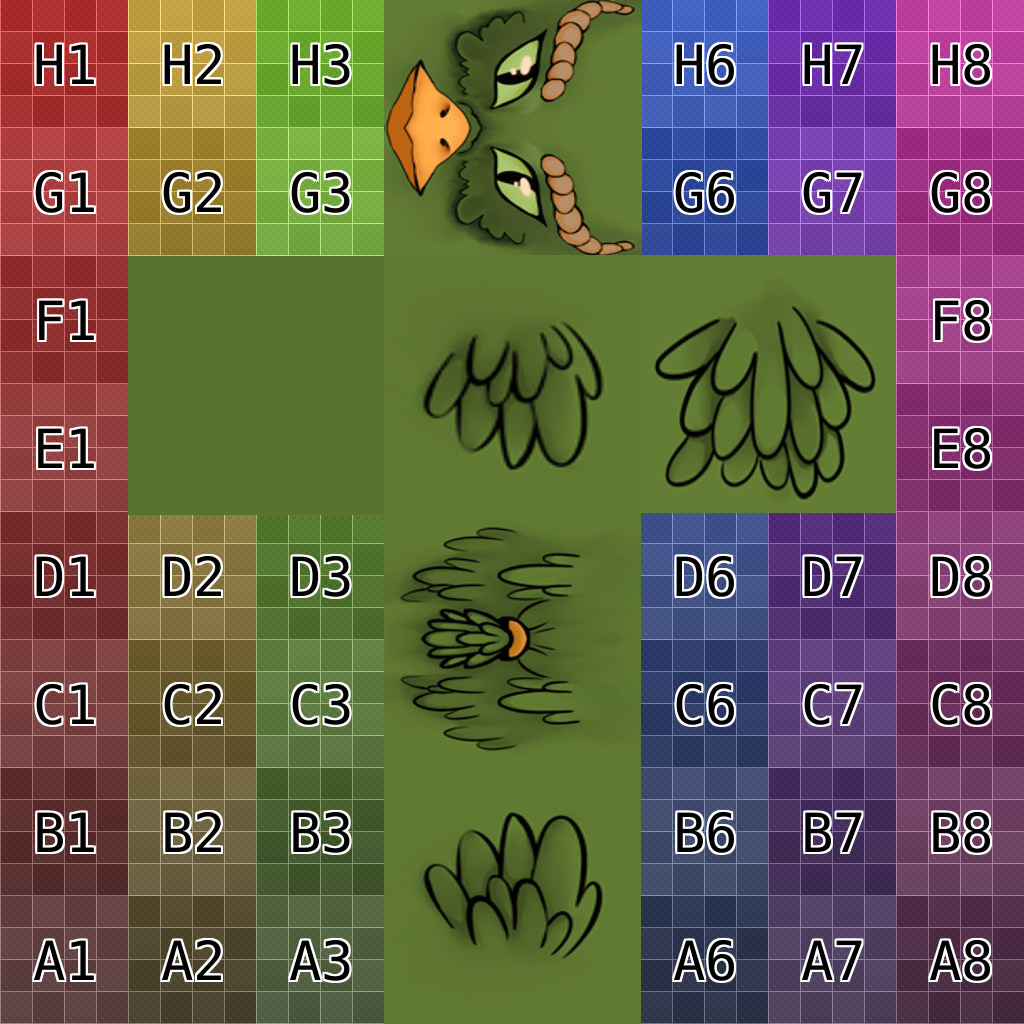 H1 H2 H3 H6 H7 H8
G1 G2 G3 G6 G7 G8
F1 F8
E1 E8
D1 D2 D3 D6 D7 D8
C1 C2 C3 C6 C7 C8
B1 B2 B3 B6 B7 B8
A1 A2 A3 A6 A7 A8